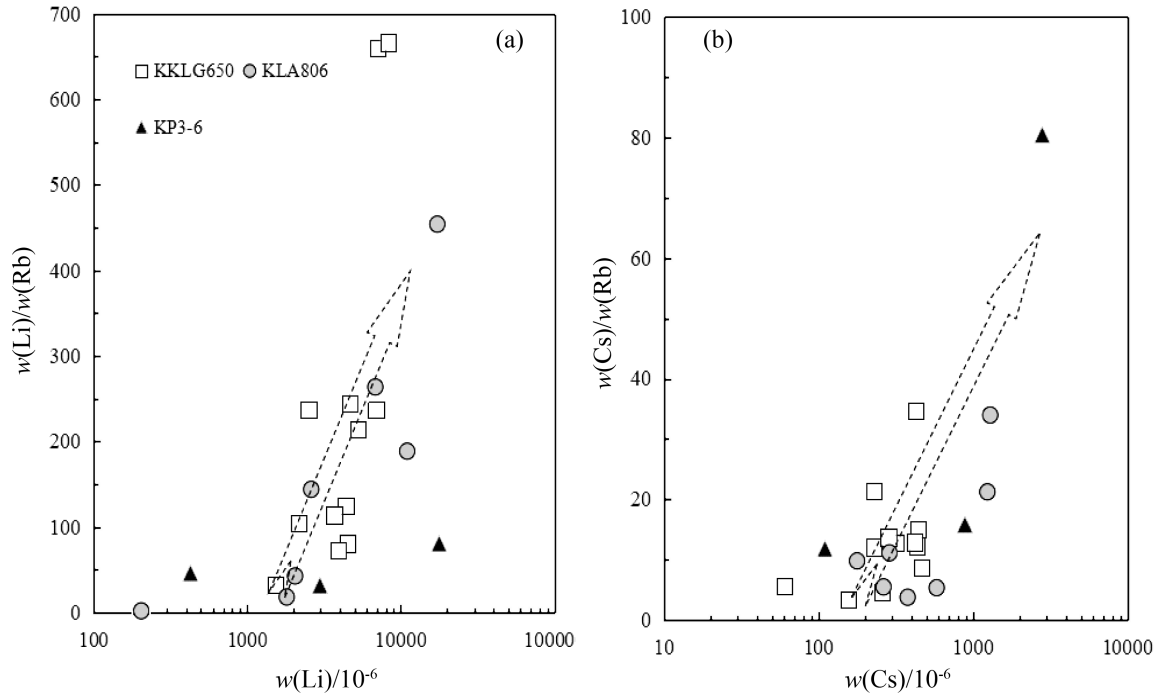 700
600
500
400
300
200
100
0
w(Li)/w(Rb)
(a)
KKLG650 KLA806
KP3-6
100 1000 10000 10000
w(Li)/10-6
100
80
60
40
20
0
w(Cs)/w(Rb)
(b)
10 100 1000 10000
w(Cs)/10-6